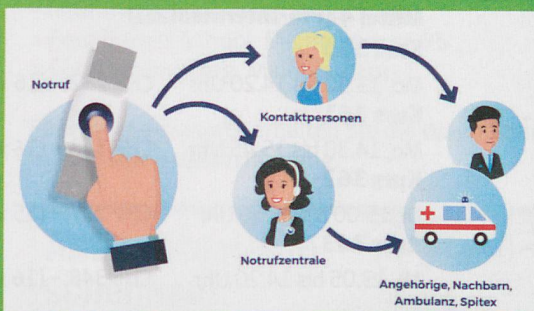 Notruf
Kontaktpersonen
Notrufzentrale
Angehörige, Nachbarn,
Ambulanz, Spitex